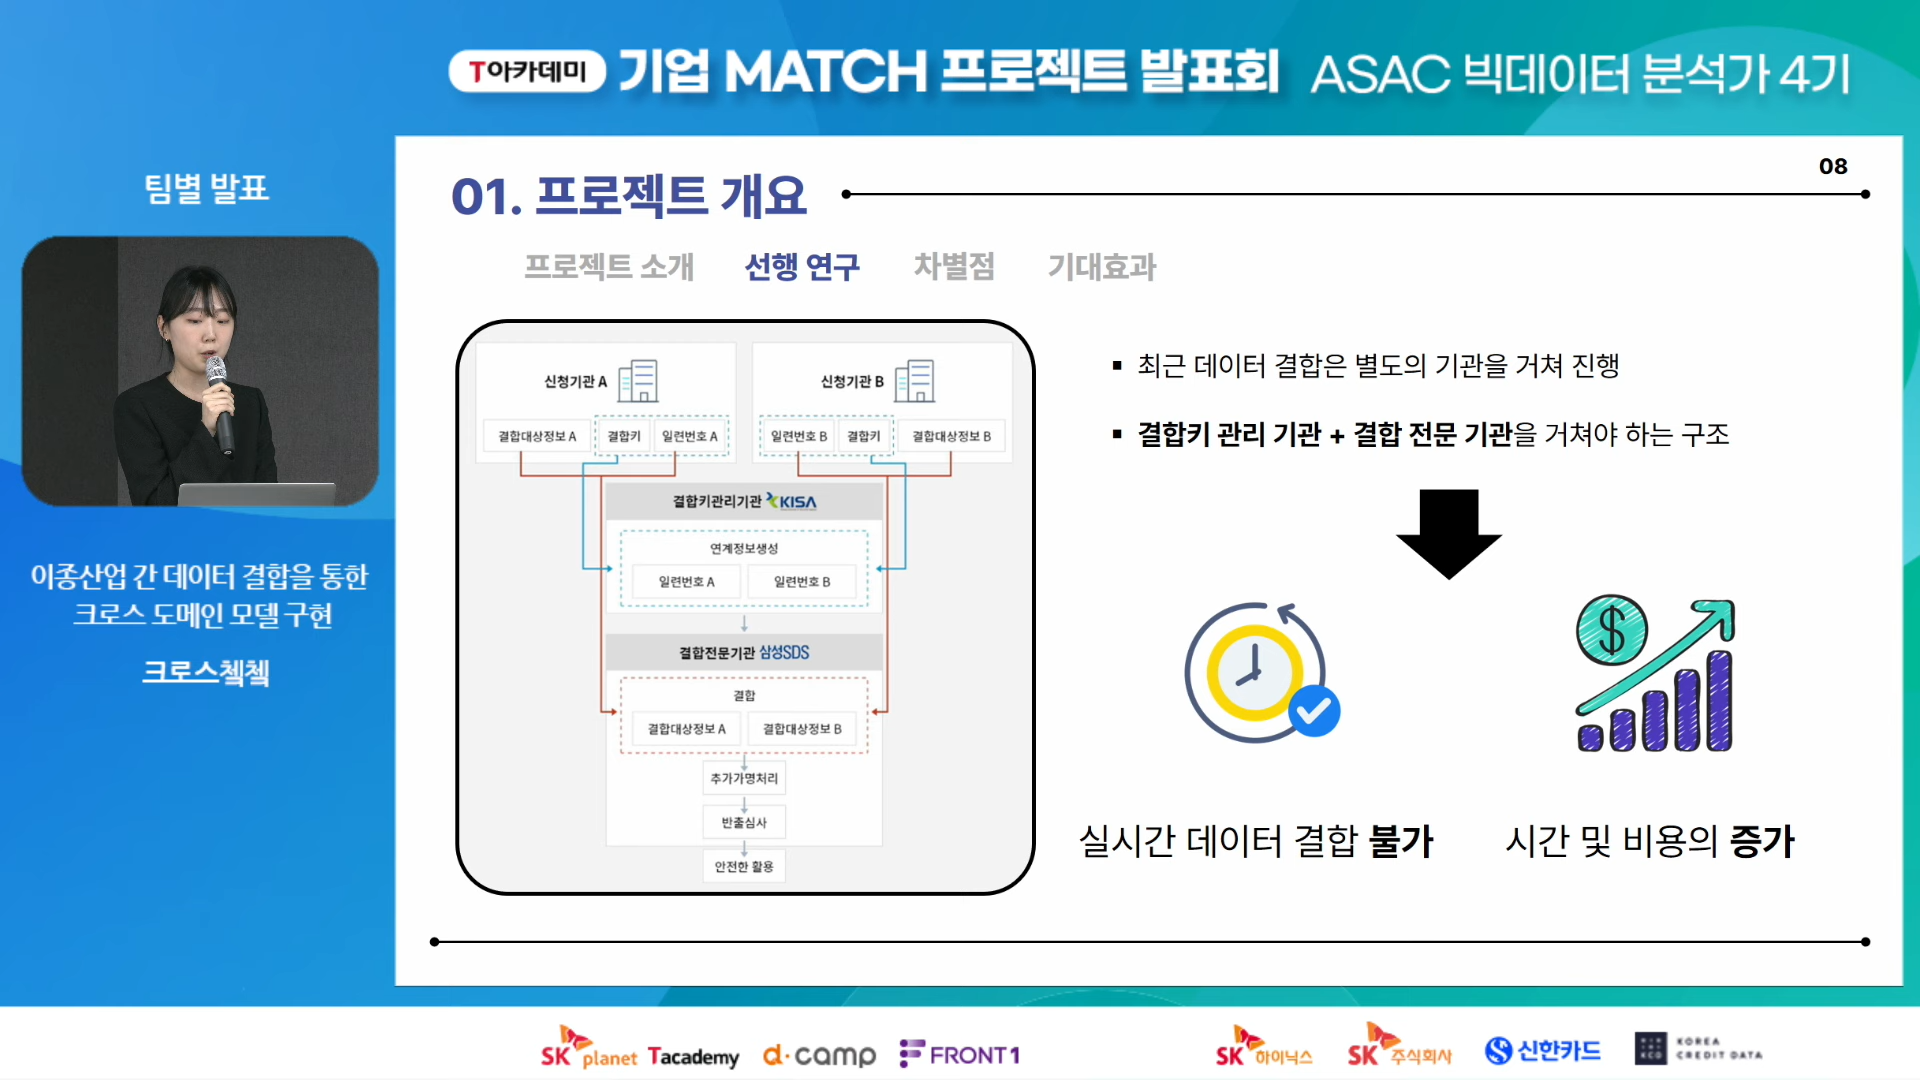 T아카데미 기업 MATCH 프로젝트 발표회 ASAC 빅데이터 분석가 4기
팀별 발표
이종산업 간 데이터 결합을 통한
크로스 도메인 모델 구현
크로스쳌쳌
08
01. 프로젝트 개요
프로젝트 소개 선행 연구 차별점 기대효과
신청기관 A
신청기관 B
결합대상정보 A 결합키 일련번호 A
일련번호 B 결합키 결합대상정보 B
결합키관리기관 KISA
연계정보생성
일련번호 A 일련번호 B
결합전문기관 삼성SDS
결합
결합대상정보 A 결합대상정보 B
추가가명처리
반출심사
안전한 활용
▪ 최근 데이터 결합은 별도의 기관을 거쳐 진행
▪ 결합키 관리 기관 + 결합 전문 기관을 거쳐야 하는 구조
$
실시간 데이터 결합 불가
시간 및 비용의 증가
SK planet Tacademy d·camp FRONT1 SK 하이닉스 SK 주식회사 신한카드 KCD KOREA CREDIT DATA